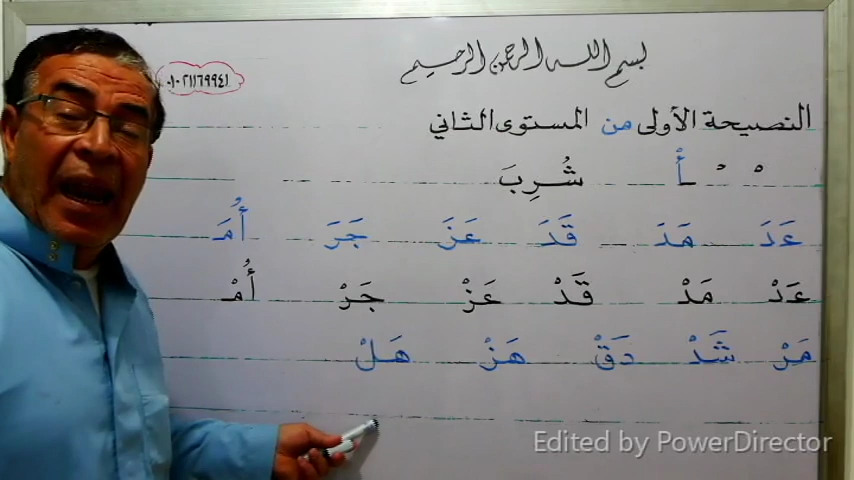 بسم الله الرحمن الرحيم
٠١٠٢١١٦٩٩٤١
النصيحة الأولى من المستوى الثاني
ْ ُ أْ شُرِبَ
عَدَ مَدَ قَدَ عَزَ جَرَ أُمَ
عَدْ مَدْ قَدْ عَزْ جَرْ أُمْ
مَرْ شَدْ دَقْ هَزْ هَلْ
Edited by PowerDirector